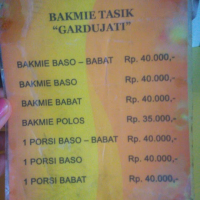 BAKMIE TASIK
"GARDUJATI"
BAKMIE BASO – BABAT Rp. 40.000,-
BAKMIE BASO Rp. 40.000,-
BAKMIE BABAT Rp. 40.000,-
BAKMIE POLOS Rp. 35.000,-
1 PORSI BASO – BABAT Rp. 40.000,-
1 PORSI BASO Rp. 40.000,-
1 PORSI BABAT Rp. 40.000,-